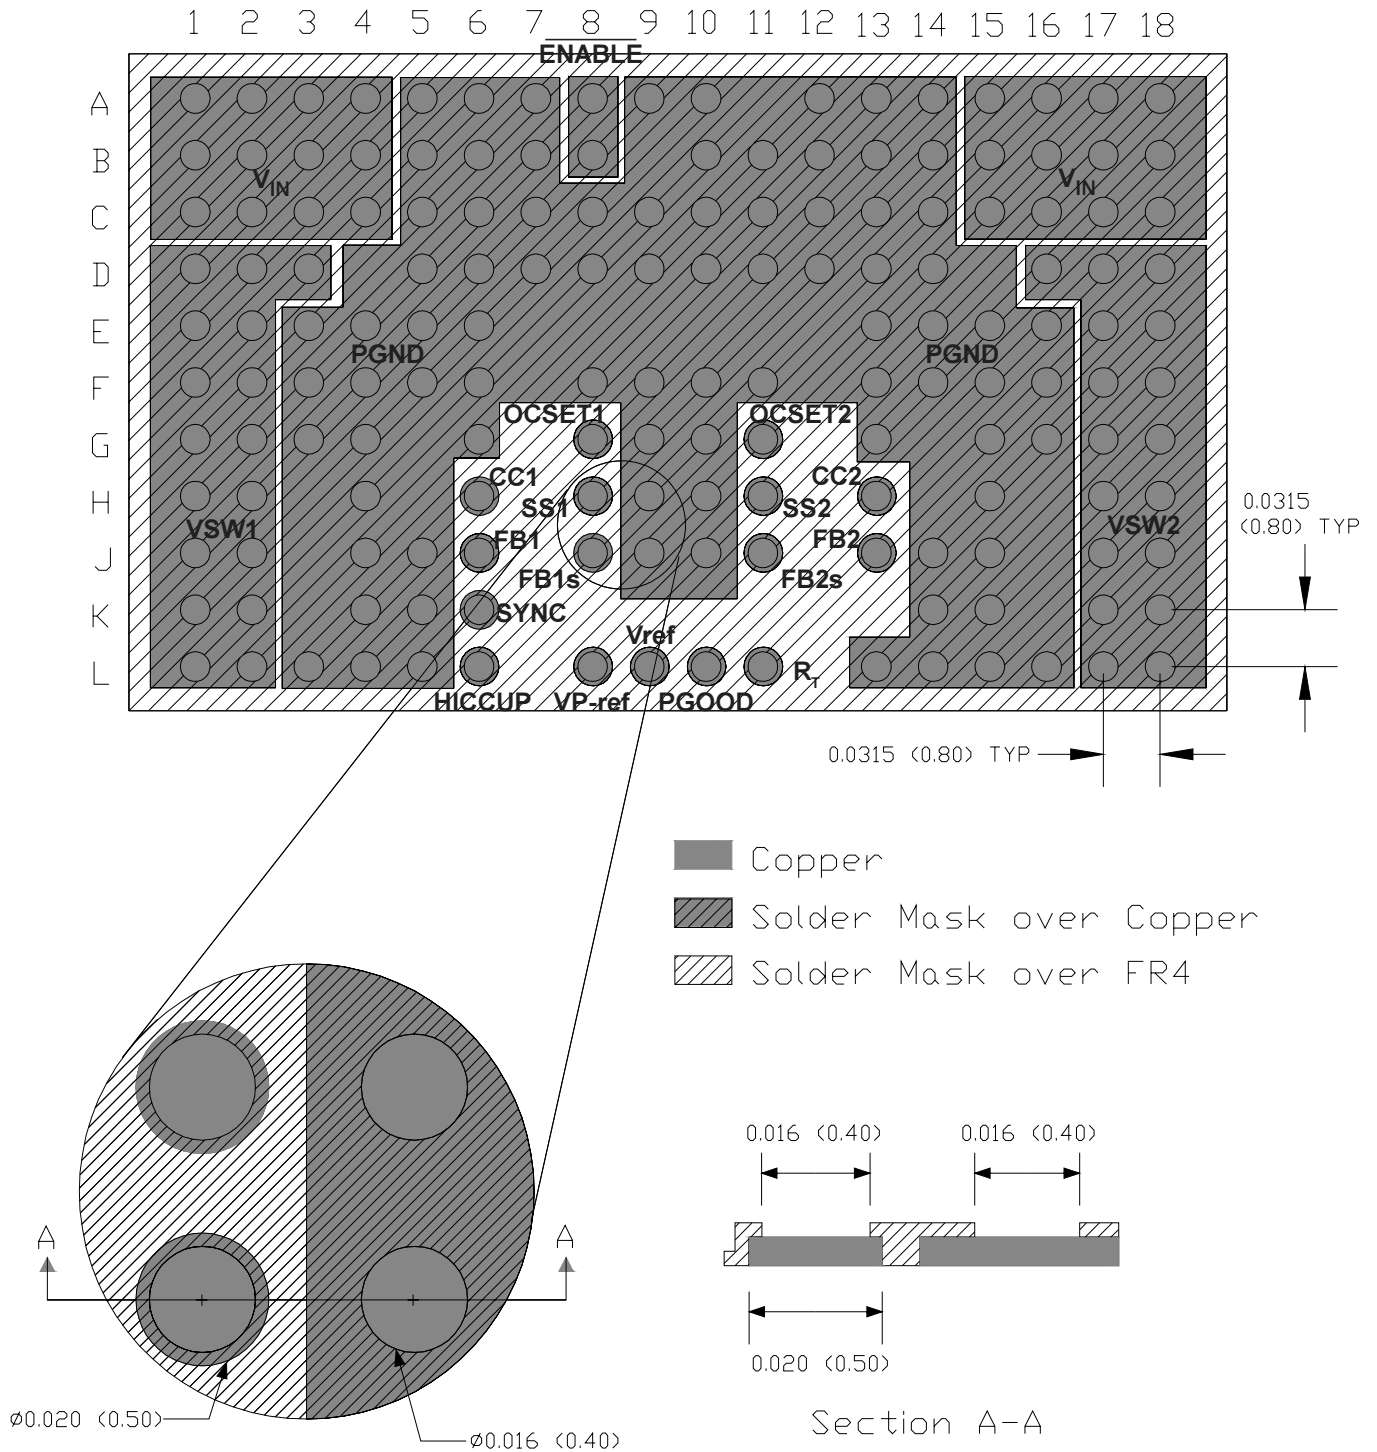 1 2 3 4 5 6 7 8 9 10 11 12 13 14 15 16 17 18
ENABLE
A
B
VIN VIN
C
D
E
PGND PGND
F
OCSET1 OCSET2
G
CC1 CC2
H
SS1 SS2
VSW1 VSW2
0.0315
(0.80) TYP
FB1 FB2
J
FB1s FB2s
K
SYNC
Vref
L
RT
HICCUP VP-ref PGOOD
0.0315 (0.80) TYP
Copper
Solder Mask over Copper
Solder Mask over FR4
0.016 (0.40) 0.016 (0.40)
A A
0.020 (0.50)
Ø0.020 (0.50)
Ø0.016 (0.40)
Section A-A